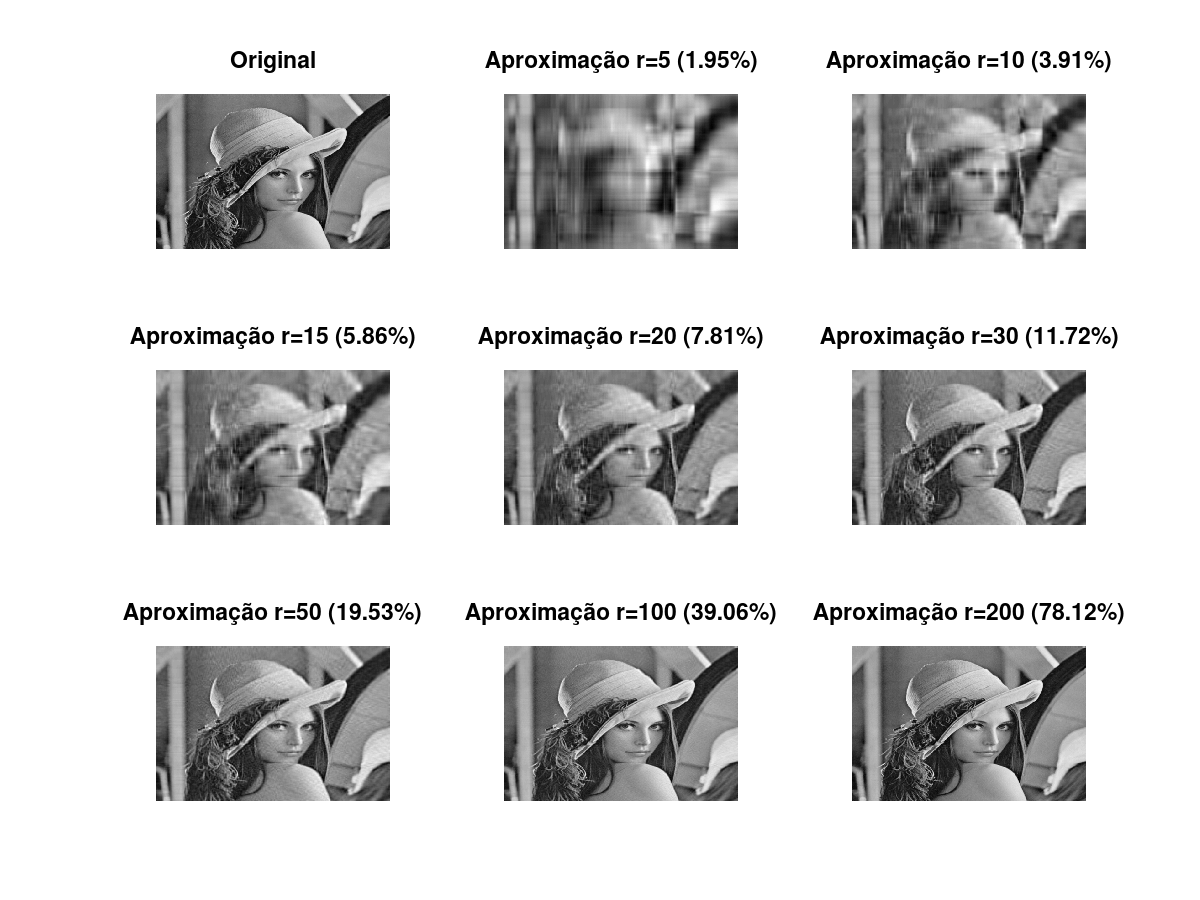 Original
Aproximação r=5 (1.95%)
Aproximação r=10 (3.91%)
Aproximação r=15 (5.86%)
Aproximação r=20 (7.81%)
Aproximação r=30 (11.72%)
Aproximação r=50 (19.53%)
Aproximação r=100 (39.06%)
Aproximação r=200 (78.12%)